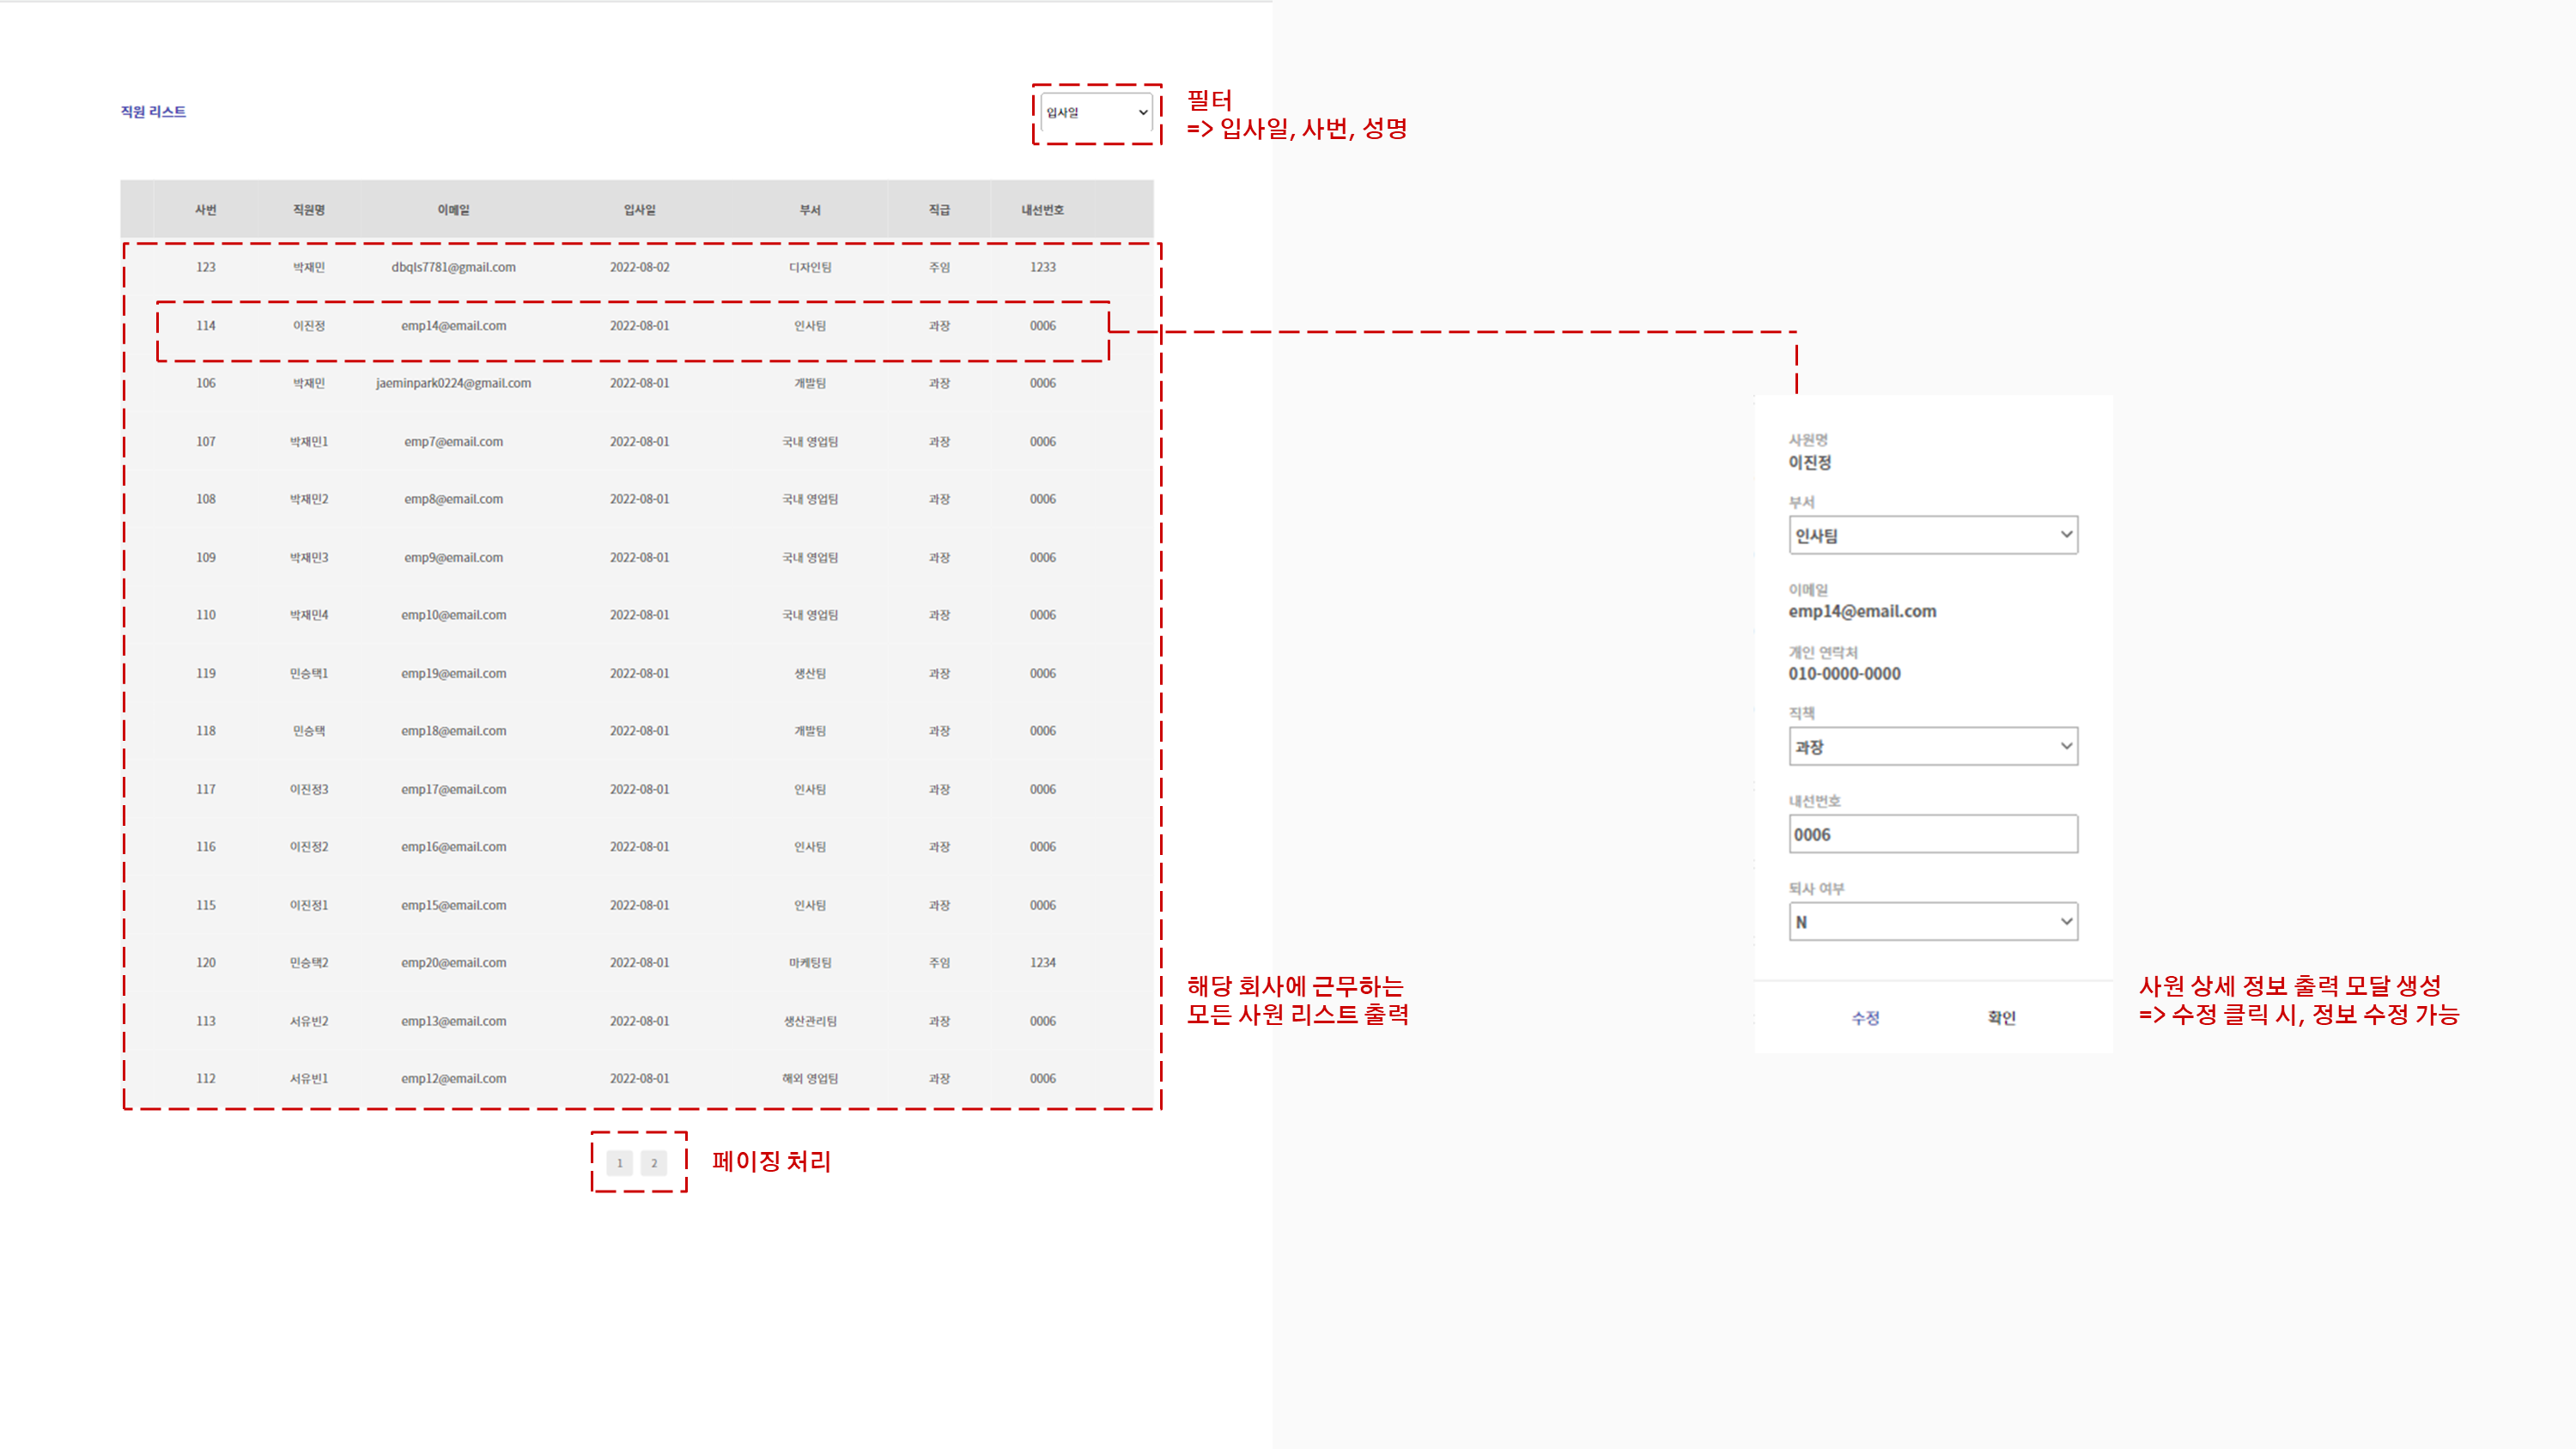 직원 리스트
입사일
필터
=> 입사일, 사번, 성명
사번 직원명 이메일 입사일 부서 직급 내선번호
123 박재민 dbqls7781@gmail.com 2022-08-02 디자인팀 주임 1233
114 이진정 emp14@email.com 2022-08-01 인사팀 과장 0006
106 박재민 jaeminpark0224@gmail.com 2022-08-01 개발팀 과장 0006
107 박재민1 emp7@email.com 2022-08-01 국내 영업팀 과장 0006
108 박재민2 emp8@email.com 2022-08-01 국내 영업팀 과장 0006
109 박재민3 emp9@email.com 2022-08-01 국내 영업팀 과장 0006
110 박재민4 emp10@email.com 2022-08-01 국내 영업팀 과장 0006
119 민승택1 emp19@email.com 2022-08-01 생산팀 과장 0006
118 민승택 emp18@email.com 2022-08-01 개발팀 과장 0006
117 이진정3 emp17@email.com 2022-08-01 인사팀 과장 0006
116 이진정2 emp16@email.com 2022-08-01 인사팀 과장 0006
115 이진정1 emp15@email.com 2022-08-01 인사팀 과장 0006
120 민승택2 emp20@email.com 2022-08-01 마케팅팀 주임 1234
113 서유빈2 emp13@email.com 2022-08-01 생산관리팀 과장 0006
112 서유빈1 emp12@email.com 2022-08-01 해외 영업팀 과장 0006
해당 회사에 근무하는
모든 사원 리스트 출력
1 2
페이징 처리
사원명
이진정
부서
인사팀
이메일
emp14@email.com
개인 연락처
010-0000-0000
직책
과장
내선번호
0006
퇴사 여부
N
수정 확인
사원 상세 정보 출력 모달 생성
=> 수정 클릭 시, 정보 수정 가능